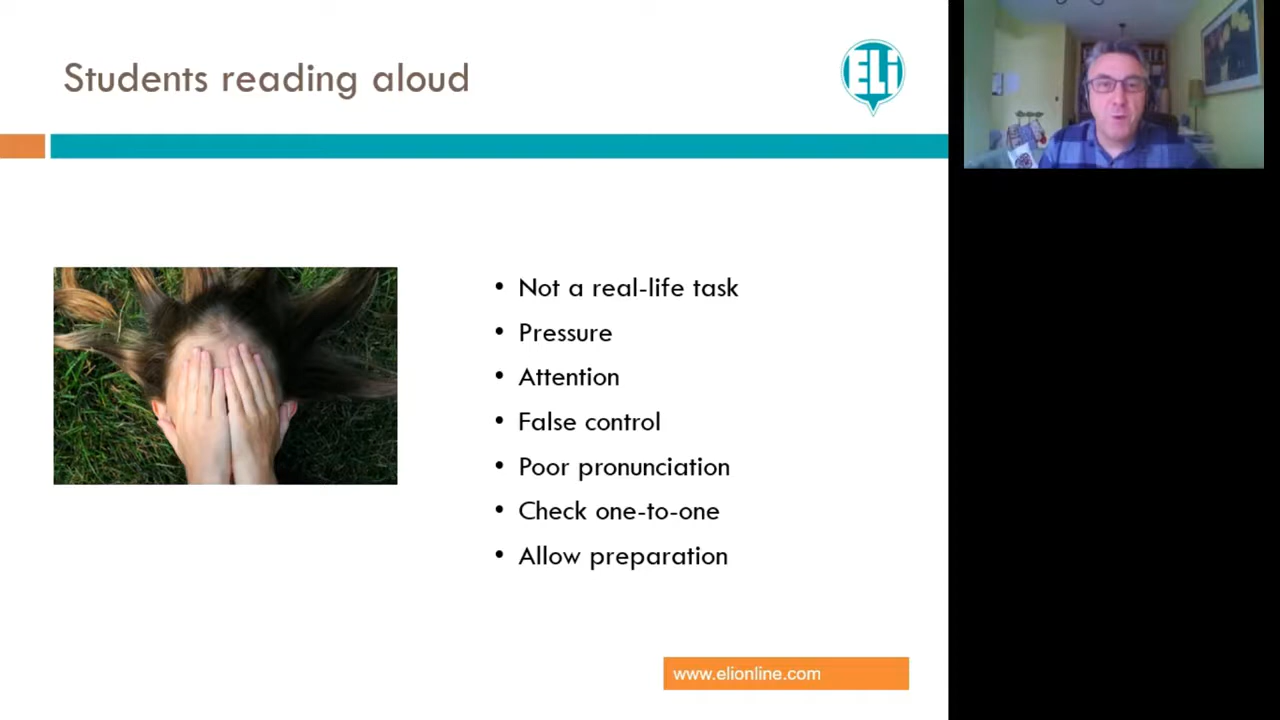 Students reading aloud
ELi
• Not a real-life task
• Pressure
• Attention
• False control
• Poor pronunciation
• Check one-to-one
• Allow preparation
www.elionline.com